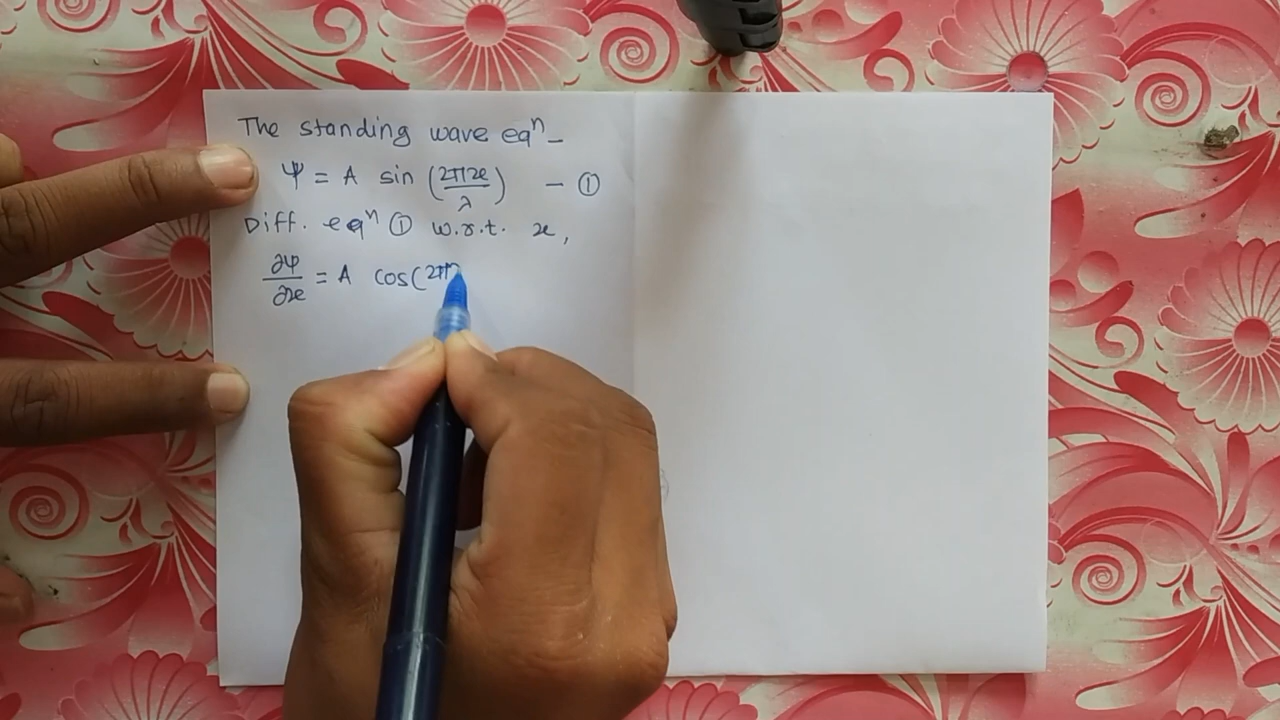 The standing wave eqⁿ –
ψ = A sin (2πx/λ) – ①
Diff. eqⁿ ① w.r.t. x,
∂ψ/∂x = A cos(2π